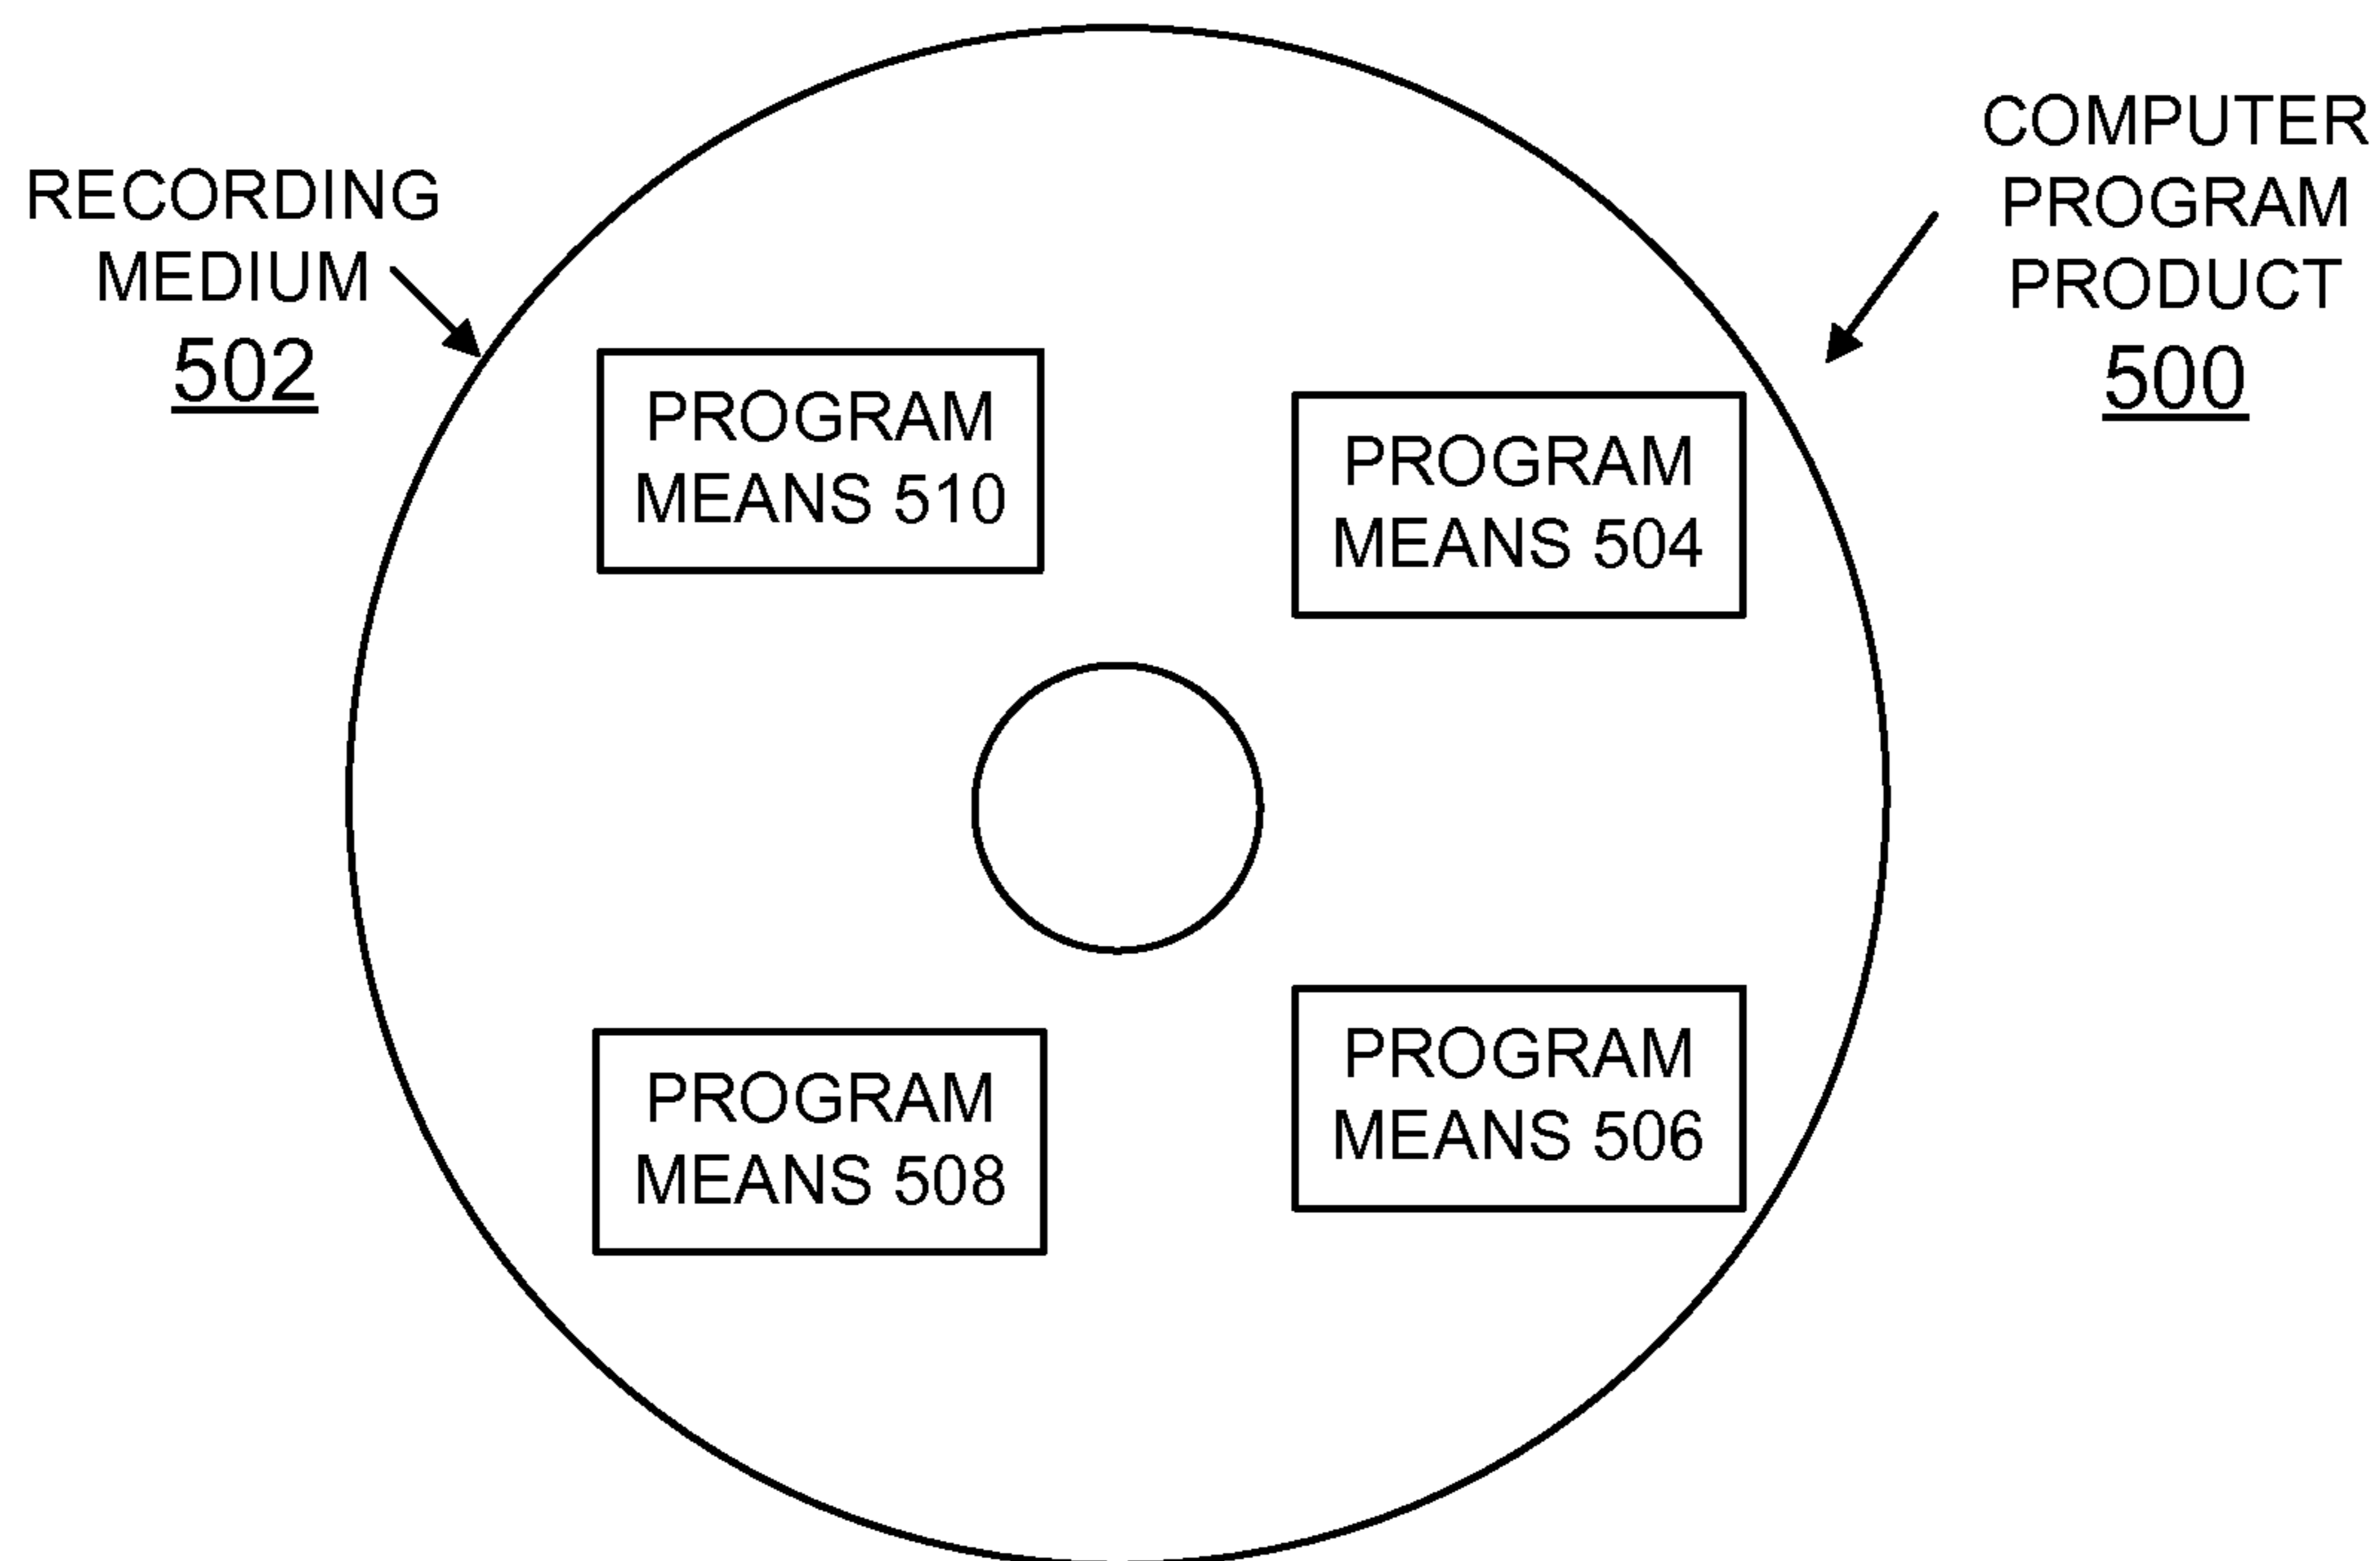 RECORDING
MEDIUM
502
COMPUTER
PROGRAM
PRODUCT
500
PROGRAM
MEANS 510
PROGRAM
MEANS 504
PROGRAM
MEANS 508
PROGRAM
MEANS 506